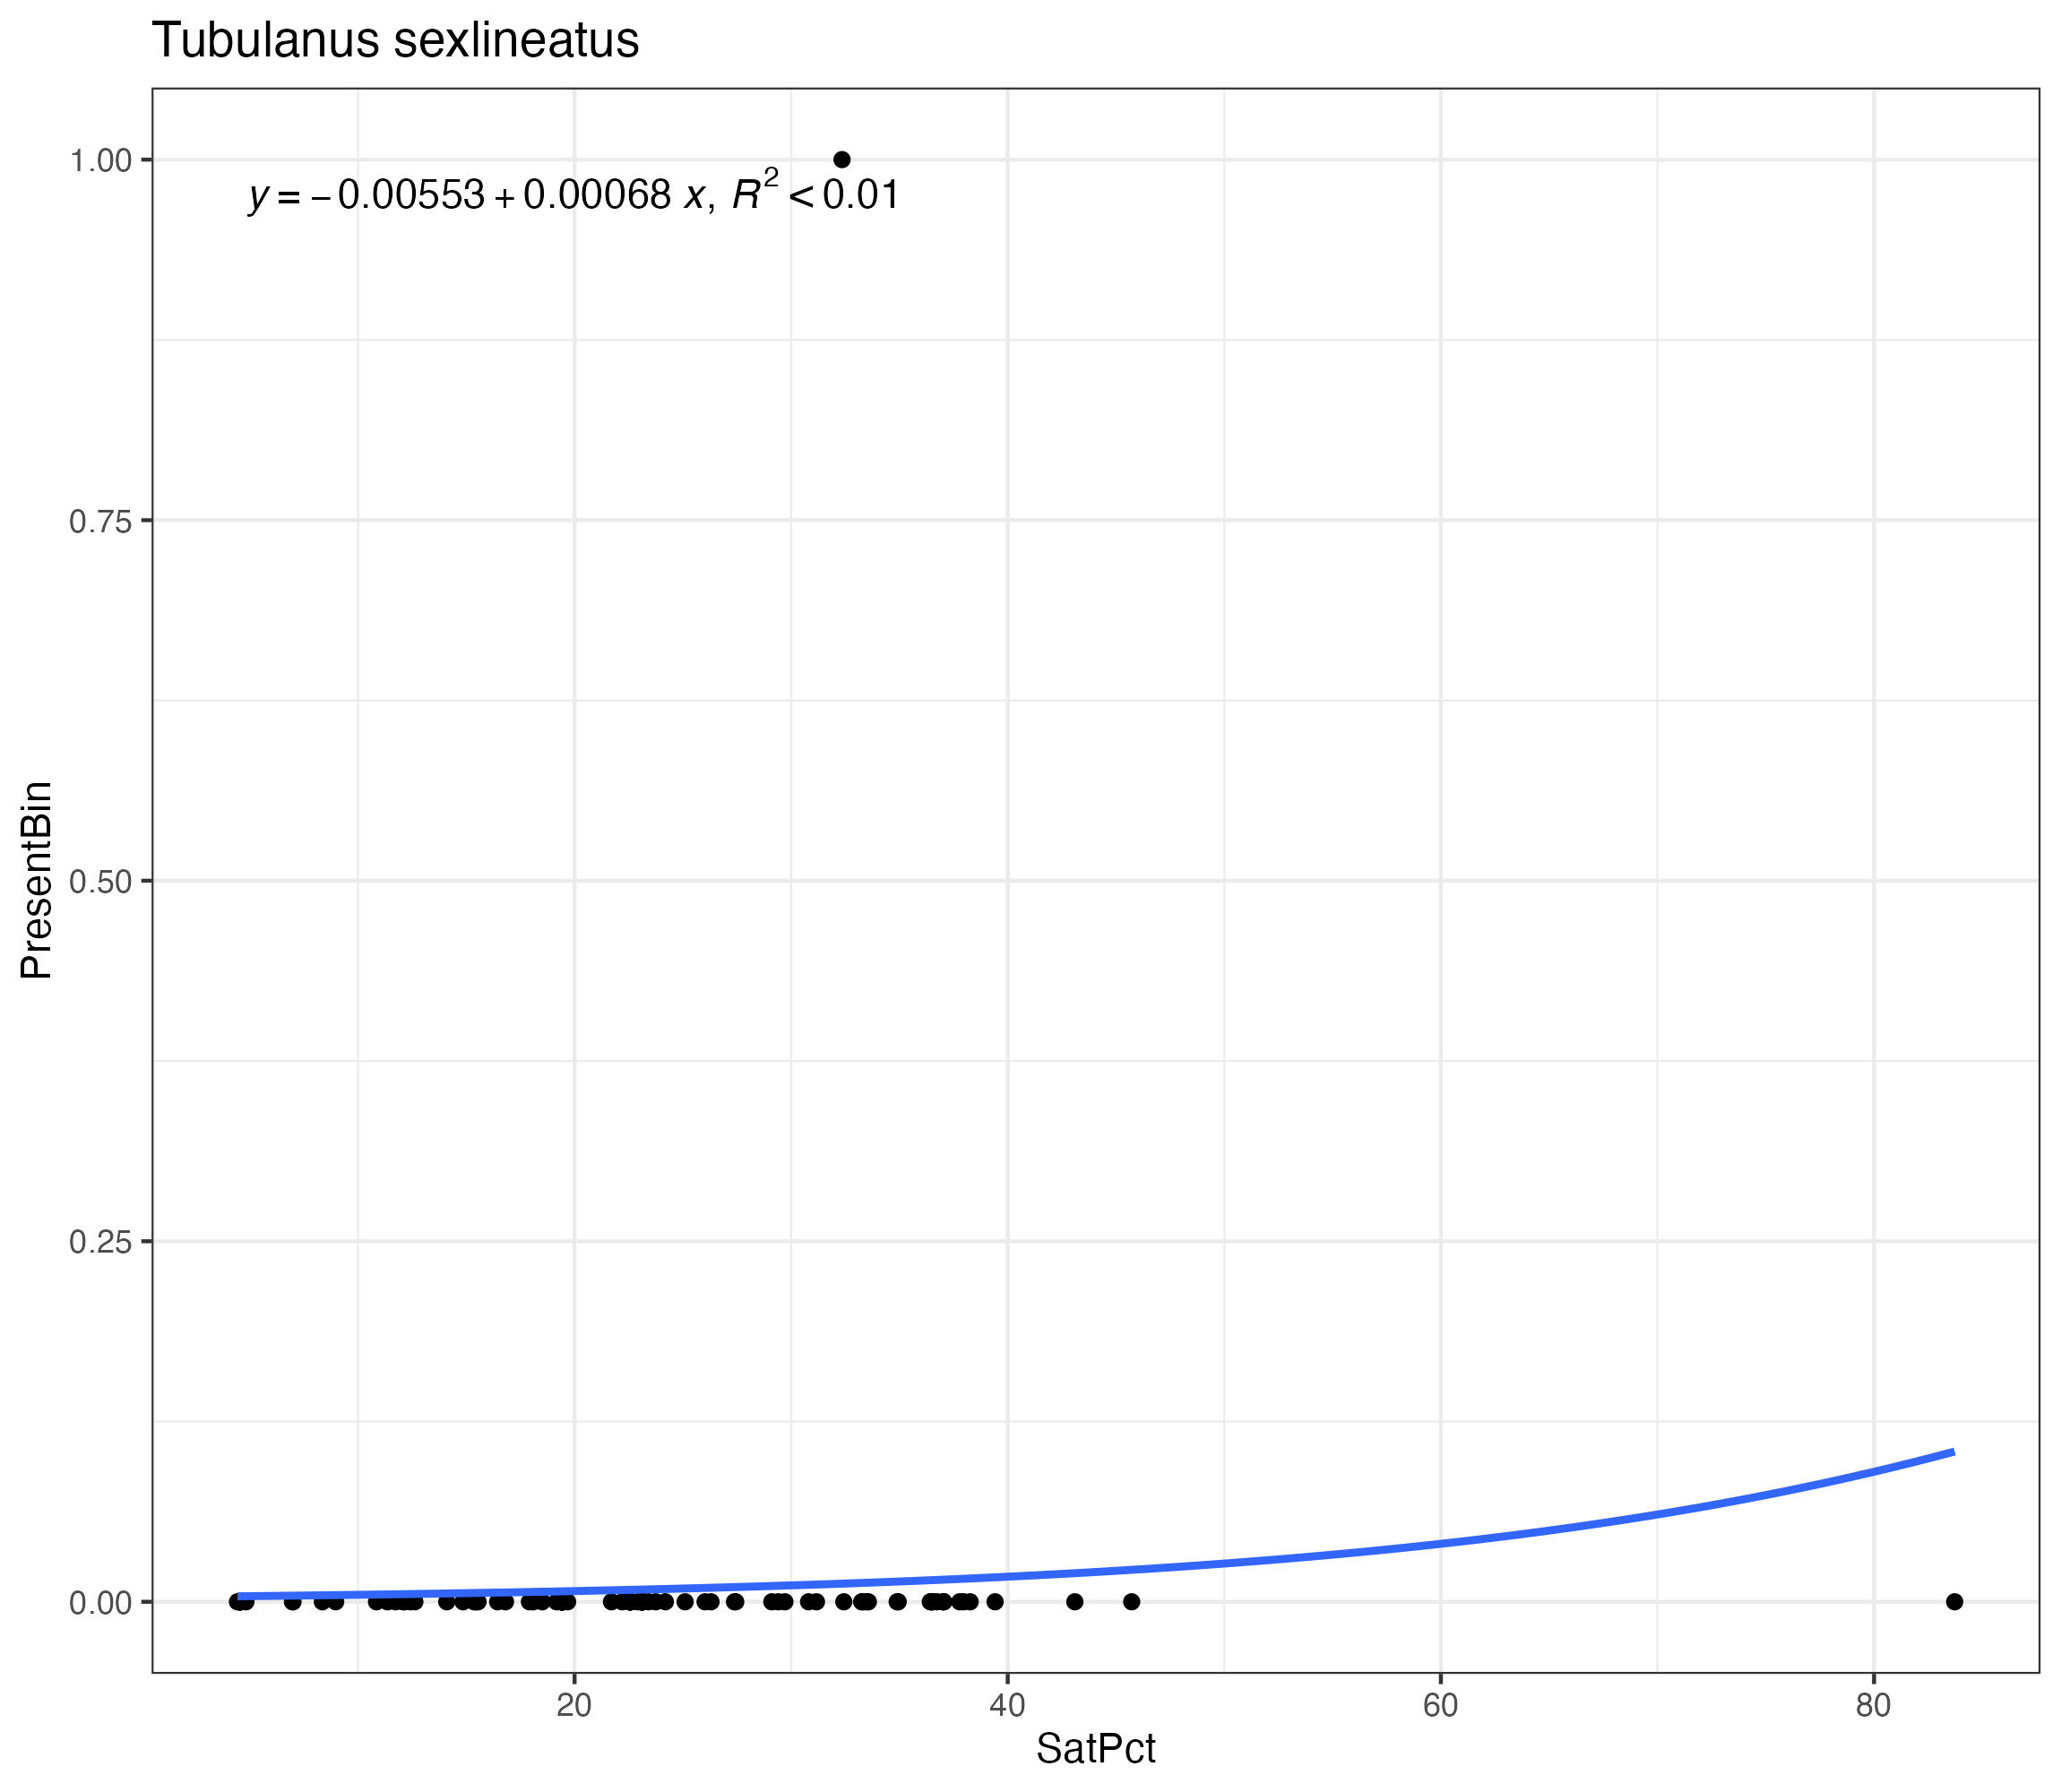 Tubulanus sexlineatus
y = −0.00553 + 0.00068 x, R² < 0.01
1.00
0.75
0.50
0.25
0.00
PresentBin
20 40 60 80
SatPct